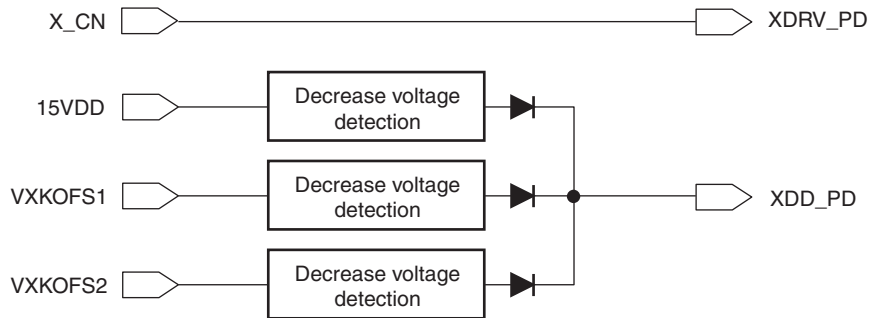 X_CN
XDRV_PD
15VDD
Decrease voltage
detection
VXKOFS1
Decrease voltage
detection
XDD_PD
VXKOFS2
Decrease voltage
detection